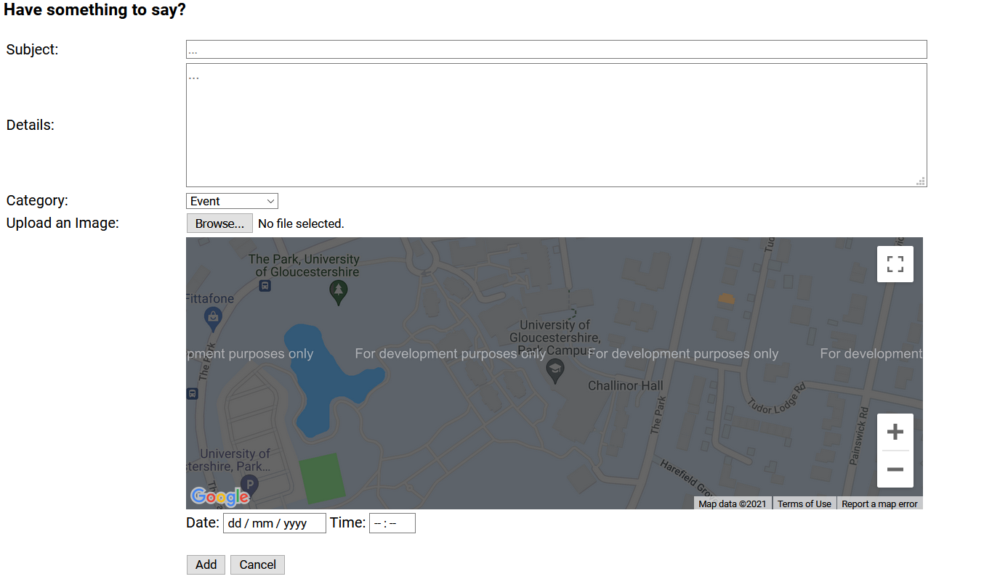 Have something to say?
Subject:
...
Details:
...
Category:
Event
Upload an Image:
Browse...
No file selected.
The Park, University
of Gloucestershire
Fittafone
University of
Gloucestershire,
Park Campus
pment purposes only
For development purposes only
For development purposes only
For development
The Park
Challinor Hall
The Park
Tudor Lodge Rd
Painswick Rd
Tud
University of
stershire, Park...
P
Harefield Gro
The
Google
Map data ©2021
Terms of Use
Report a map error
Date: dd / mm / yyyy Time: -- : --
Add
Cancel